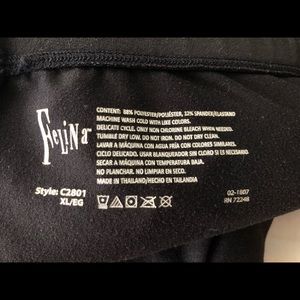 Felina
CONTENT: 88% POLYESTER/POLIÉSTER, 12% SPANDEX/ELASTANO
MACHINE WASH COLD WITH LIKE COLORS.
DELICATE CYCLE. ONLY NON CHLORINE BLEACH WHEN NEEDED.
TUMBLE DRY LOW. DO NOT IRON. DO NOT DRY CLEAN.
LAVAR A MÁQUINA CON AGUA FRÍA CON COLORES SIMILARES.
CICLO DELICADO. USAR BLANQUEADOR SIN CLORO SI ES NECESARIO.
SECAR A MÁQUINA CON TEMPERATURA BAJA.
NO PLANCHAR. NO LIMPIAR EN SECO.
MADE IN THAILAND/HECHO EN TAILANDIA
Style: C2801
XL/EG
02-1807
RN 72248